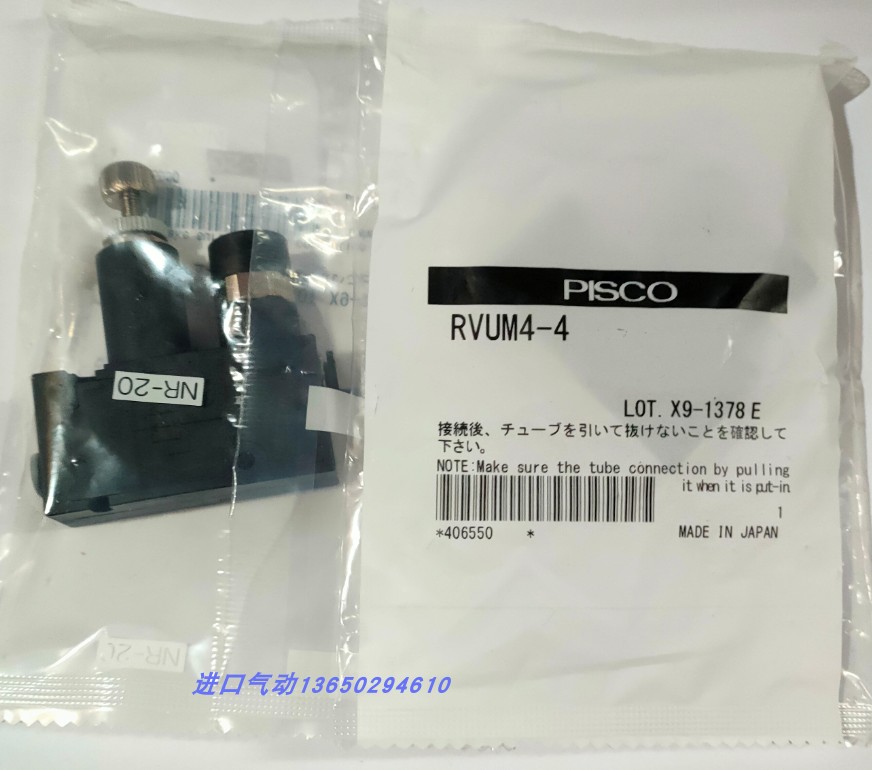 PISCO
RVUM4-4
LOT. X9-1378 E
接続後、チューブを引いて抜けないことを確認して
下さい。
NOTE:Make sure the tube connection by pulling
it when it is put-in.
1
*406550 *
MADE IN JAPAN
NR-20
NR-20
进口气动13650294610